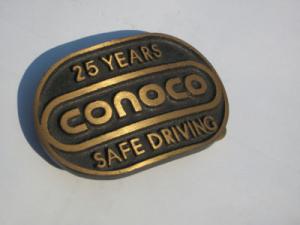 25 YEARS
CONOCO
SAFE DRIVING